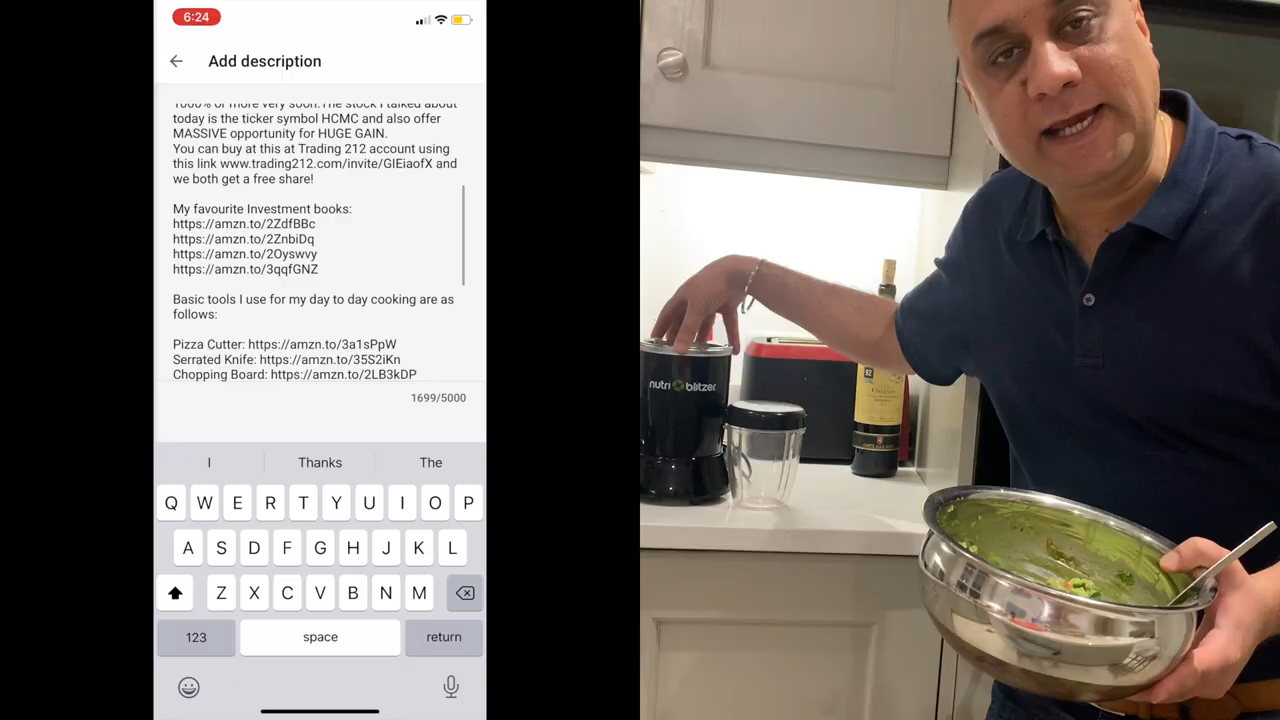 6:24
Add description
1000% or more very soon.The stock I talked about
today is the ticker symbol HCMC and also offer
MASSIVE opportunity for HUGE GAIN.
You can buy at this at Trading 212 account using
this link www.trading212.com/invite/GIEiaofX and
we both get a free share!
My favourite Investment books:
https://amzn.to/2ZdfBBc
https://amzn.to/2ZnbiDq
https://amzn.to/2Oyswvy
https://amzn.to/3qqfGNZ
Basic tools I use for my day to day cooking are as
follows:
Pizza Cutter: https://amzn.to/3a1sPpW
Serrated Knife: https://amzn.to/35S2iKn
Chopping Board: https://amzn.to/2LB3kDP
1699/5000
I Thanks The
Q W E R T Y U I O P
A S D F G H J K L
Z X C V B N M
123 space return
nutri blitzer
92